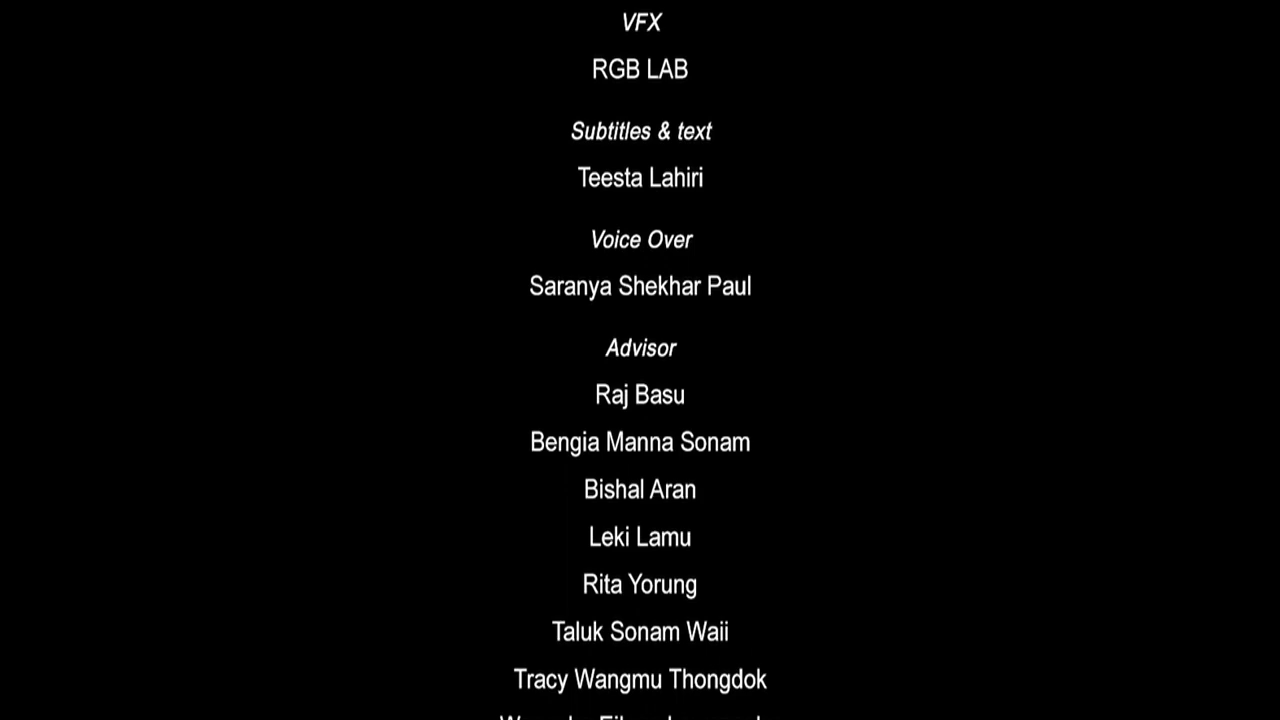 VFX
RGB LAB
Subtitles & text
Teesta Lahiri
Voice Over
Saranya Shekhar Paul
Advisor
Raj Basu
Bengia Manna Sonam
Bishal Aran
Leki Lamu
Rita Yorung
Taluk Sonam Waii
Tracy Wangmu Thongdok